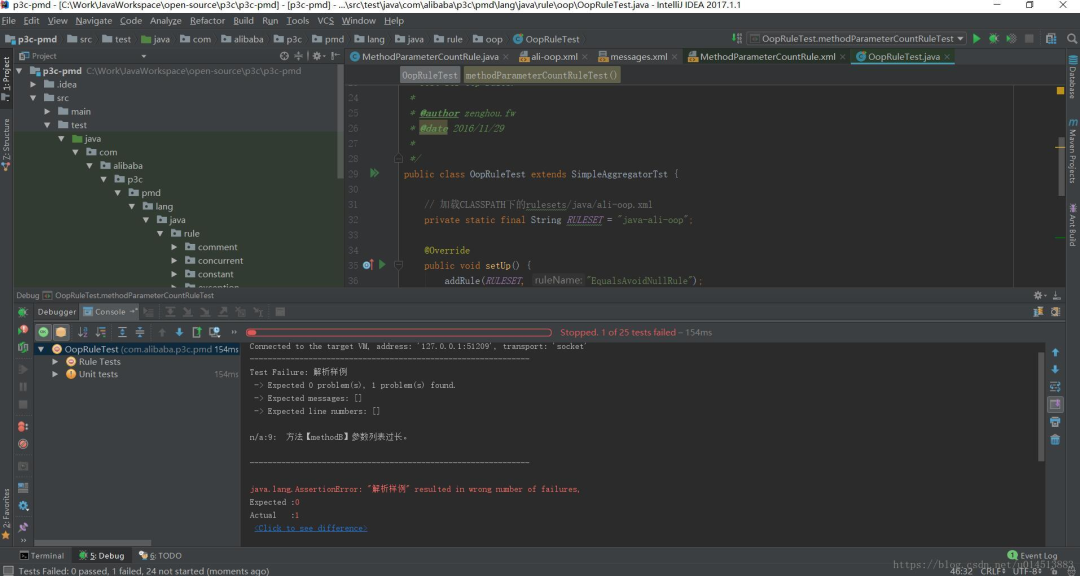 p3c-pmd - [C:\Work\JavaWorkspace\open-source\p3c\p3c-pmd] - [p3c-pmd] - ...\src\test\java\com\alibaba\p3c\pmd\lang\java\rule\oop\OopRuleTest.java - IntelliJ IDEA 2017.1.1
File Edit View Navigate Code Analyze Refactor Build Run Tools VCS Window Help
p3c-pmd src test java com alibaba p3c pmd lang java rule oop OopRuleTest OopRuleTest.methodParameterCountRuleTest
Project
MethodParameterCountRule.java ali-oop.xml messages.xml MethodParameterCountRule.xml OopRuleTest.java
p3c-pmd C:\Work\JavaWorkspace\open-source\p3c\p3c-pmd
.idea
src
main
test
java
com
alibaba
p3c
pmd
lang
java
rule
comment
concurrent
constant
exception
1: Project
Z: Structure
2: Favorites
Database
Maven Projects
Ant Build
OopRuleTest methodParameterCountRuleTest()
24 *
25 * @author zenghou.fw
26 * @date 2016/11/29
27 *
28 */
29 public class OopRuleTest extends SimpleAggregatorTst {
30
31 // 加载CLASSPATH下的rulesets/java/ali-oop.xml
32 private static final String RULESET = "java-ali-oop";
33
34 @Override
35 public void setUp() {
36 addRule(RULESET, ruleName: "EqualsAvoidNullRule");
Debug OopRuleTest.methodParameterCountRuleTest
Debugger Console
Stopped. 1 of 25 tests failed – 154ms
OopRuleTest (com.alibaba.p3c.pmd 154ms
Rule Tests
Unit tests 154ms
Connected to the target VM, address: '127.0.0.1:51209', transport: 'socket'
--------------------------------------------------------------
Test Failure: 解析样例
-> Expected 0 problem(s), 1 problem(s) found.
-> Expected messages: []
-> Expected line numbers: []
n/a:9: 方法【methodB】参数列表过长。
--------------------------------------------------------------
java.lang.AssertionError: "解析样例" resulted in wrong number of failures,
Expected :0
Actual :1
<Click to see difference>
Terminal 5: Debug 6: TODO 1 Event Log
Tests Failed: 0 passed, 1 failed, 24 not started (moments ago) 46:32 CRLF÷ UTF-8÷
https://blog.csdn.net/u014513883